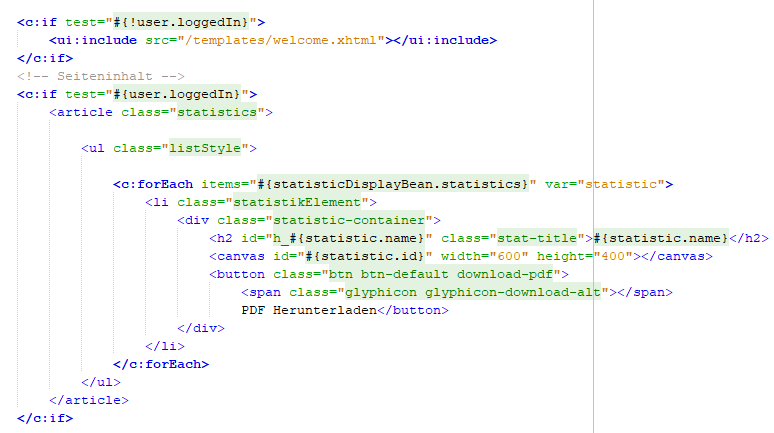 <c:if test="#{!user.loggedIn}">
<ui:include src="/templates/welcome.xhtml"></ui:include>
</c:if>
<!-- Seiteninhalt -->
<c:if test="#{user.loggedIn}">
<article class="statistics">
<ul class="listStyle">
<c:forEach items="#{statisticDisplayBean.statistics}" var="statistic">
<li class="statistikElement">
<div class="statistic-container">
<h2 id="h_#{statistic.name}" class="stat-title">#{statistic.name}</h2>
<canvas id="#{statistic.id}" width="600" height="400"></canvas>
<button class="btn btn-default download-pdf">
<span class="glyphicon glyphicon-download-alt"></span>
PDF Herunterladen</button>
</div>
</li>
</c:forEach>
</ul>
</article>
</c:if>